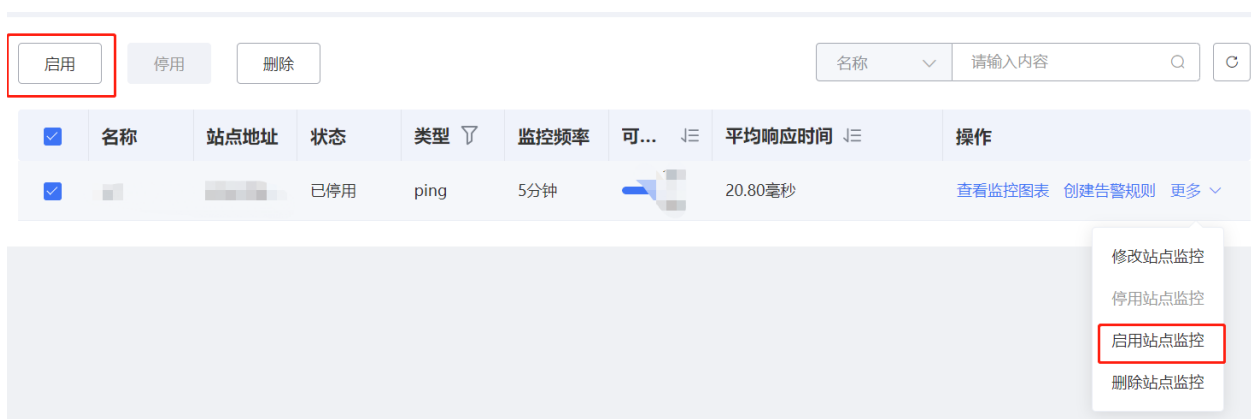 启用 停用 删除 名称 请输入内容
名称 站点地址 状态 类型 监控频率 可... 平均响应时间 操作
已停用 ping 5分钟 20.80毫秒 查看监控图表 创建告警规则 更多
修改站点监控
停用站点监控
启用站点监控
删除站点监控